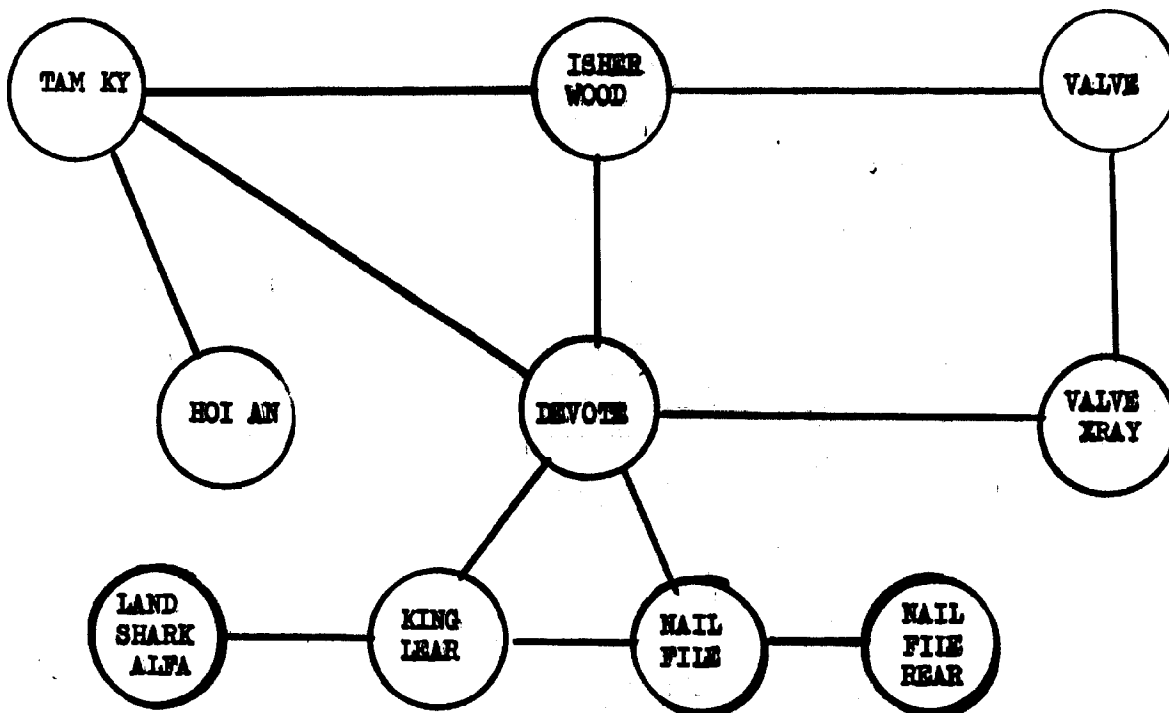 TAM KY
ISHER
WOOD
VALVE
HOI AN
DEVOTE
VALVE
XRAY
LAND
SHARK
ALFA
KING
LEAR
NAIL
FILE
NAIL
FILE
REAR